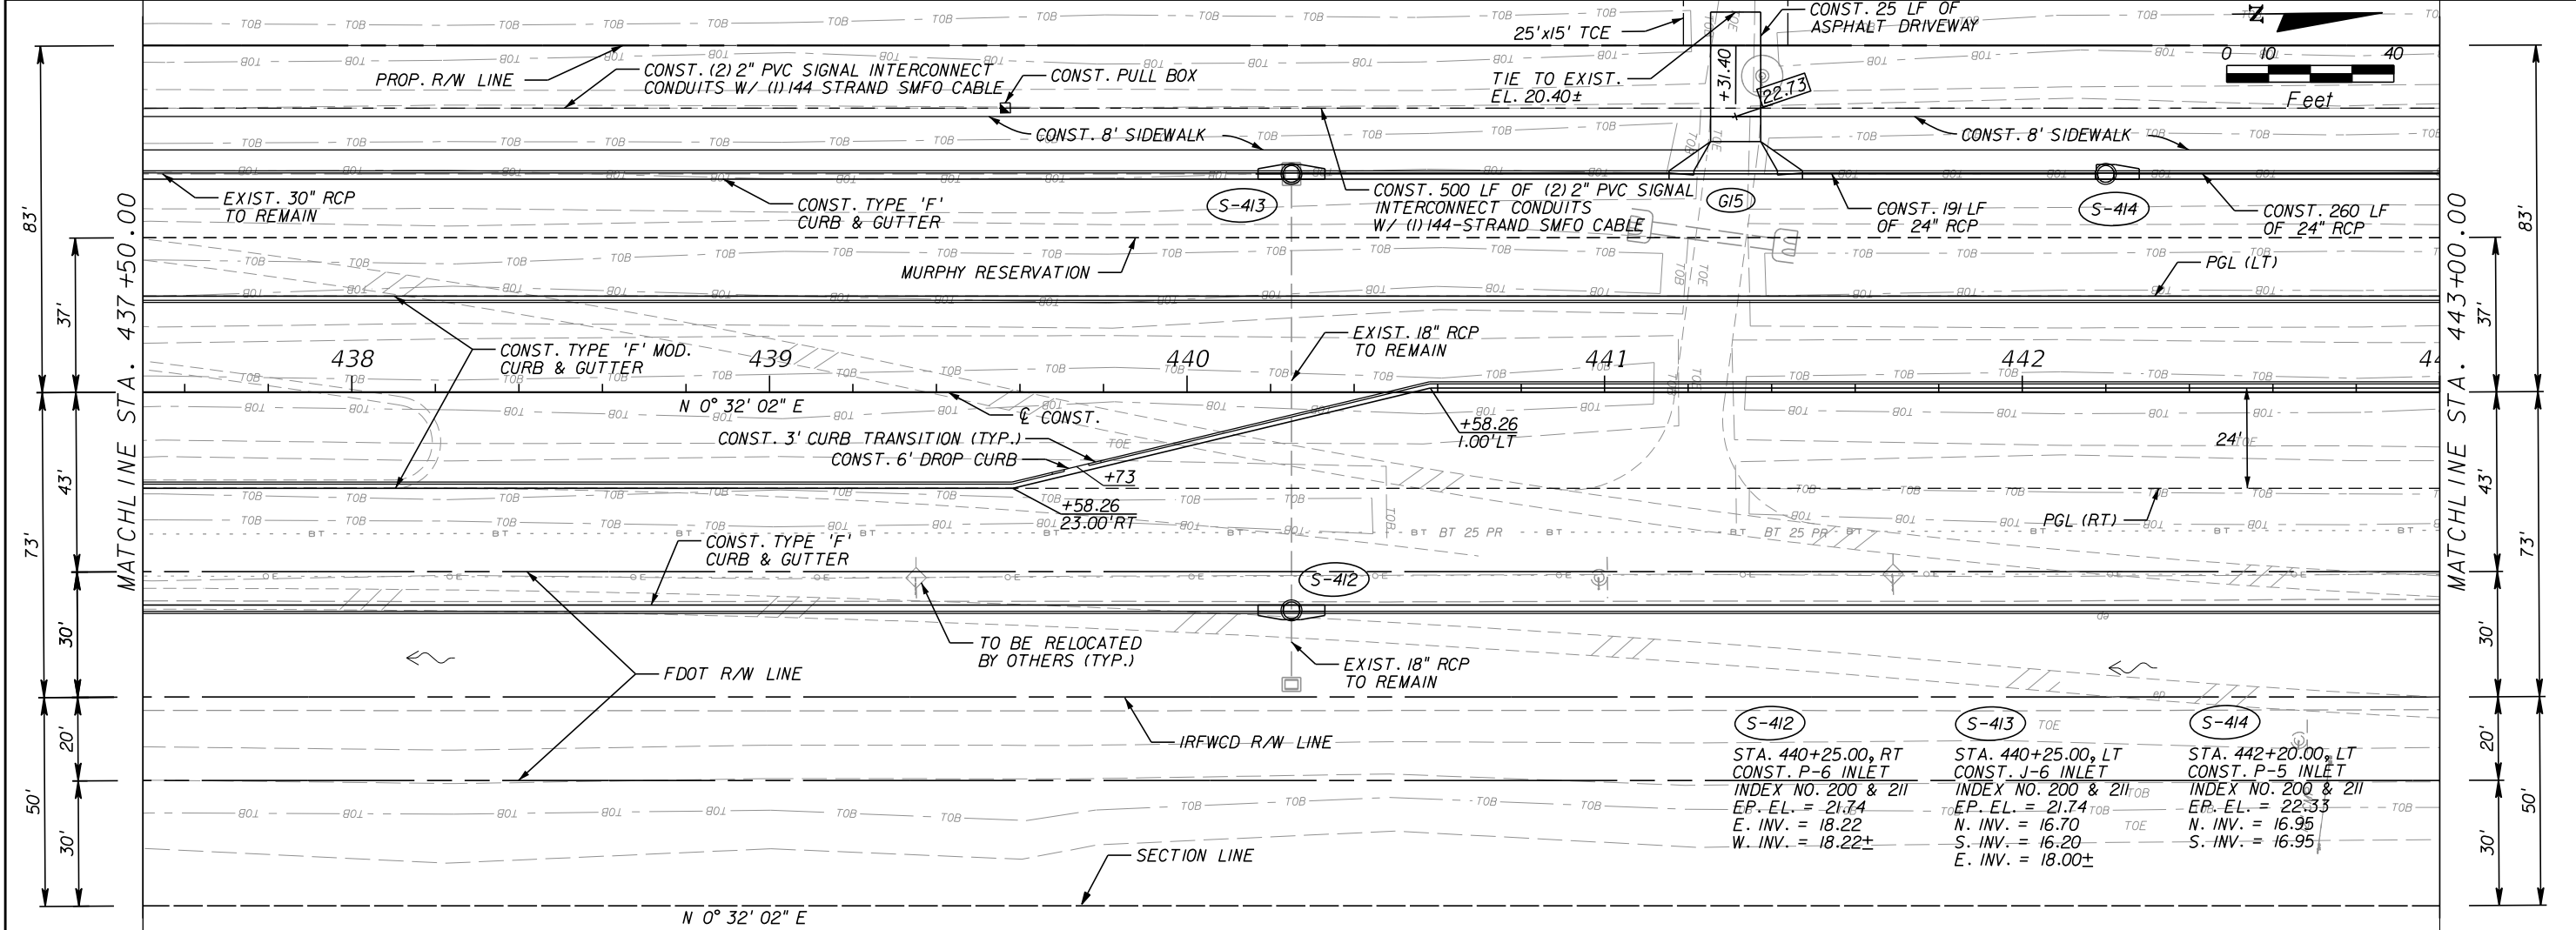 25'x15' TCE
CONST. 25 LF OF
ASPHALT DRIVEWAY
N
0 10 40
Feet
PROP. R/W LINE
CONST. (2) 2" PVC SIGNAL INTERCONNECT
CONDUITS W/ (1) 144 STRAND SMFO CABLE
CONST. PULL BOX
TIE TO EXIST.
EL. 20.40±
+31.40
22.73
CONST. 8' SIDEWALK
CONST. 8' SIDEWALK
EXIST. 30" RCP
TO REMAIN
CONST. TYPE 'F'
CURB & GUTTER
S-413
CONST. 500 LF OF (2) 2" PVC SIGNAL
INTERCONNECT CONDUITS
W/ (1) 144-STRAND SMFO CABLE
G15
CONST. 191 LF
OF 24" RCP
S-414
CONST. 260 LF
OF 24" RCP
MURPHY RESERVATION
PGL (LT)
MATCHLINE STA. 437+50.00
MATCHLINE STA. 443+00.00
83'
37'
43'
73'
30'
20'
50'
30'
83'
37'
43'
73'
30'
20'
50'
30'
CONST. TYPE 'F' MOD.
CURB & GUTTER
EXIST. 18" RCP
TO REMAIN
438 439 440 441 442 44
N 0° 32' 02" E
℄ CONST.
CONST. 3' CURB TRANSITION (TYP.)
CONST. 6' DROP CURB
+73
+58.26
1.00' LT
24'
+58.26
23.00' RT
PGL (RT)
BT 25 PR
BT 25 PR
CONST. TYPE 'F'
CURB & GUTTER
S-412
TO BE RELOCATED
BY OTHERS (TYP.)
EXIST. 18" RCP
TO REMAIN
FDOT R/W LINE
IRFWCD R/W LINE
S-412
STA. 440+25.00, RT
CONST. P-6 INLET
INDEX NO. 200 & 211
EP. EL. = 21.74
E. INV. = 18.22
W. INV. = 18.22±
S-413
STA. 440+25.00, LT
CONST. J-6 INLET
INDEX NO. 200 & 211
EP. EL. = 21.74
N. INV. = 16.70
S. INV. = 16.20
E. INV. = 18.00±
S-414
STA. 442+20.00, LT
CONST. P-5 INLET
INDEX NO. 200 & 211
EP. EL. = 22.33
N. INV. = 16.95
S. INV. = 16.95
SECTION LINE
N 0° 32' 02" E